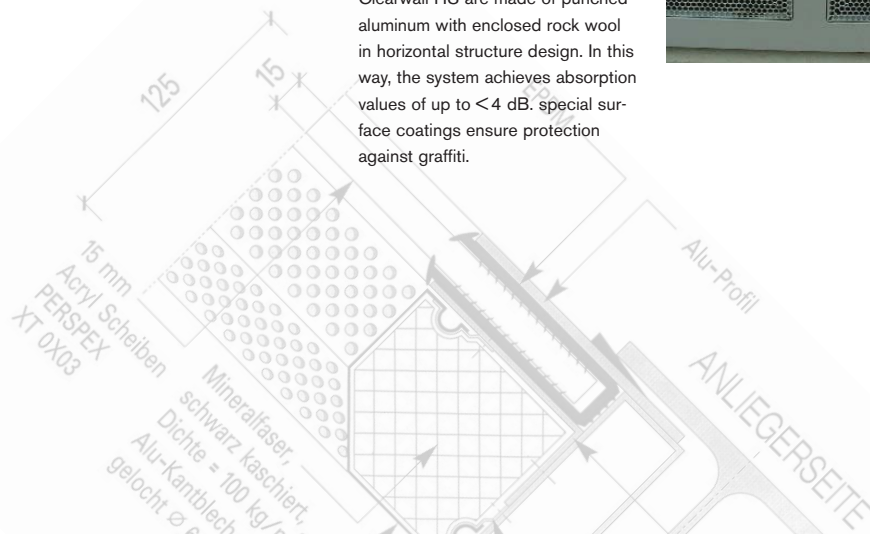 aluminum with enclosed rock wool
in horizontal structure design. In this
way, the system achieves absorption
values of up to <4 dB. special sur-
face coatings ensure protection
against graffiti.
125
15
Alu-Profil
15 mm
Acryl Scheiben
PERSPEX
XT 0X03
ANLIEGERSEITE
Mineralfaser,
schwarz kaschiert,
Dichte = 100
Alu-Kantblech
gelocht ø